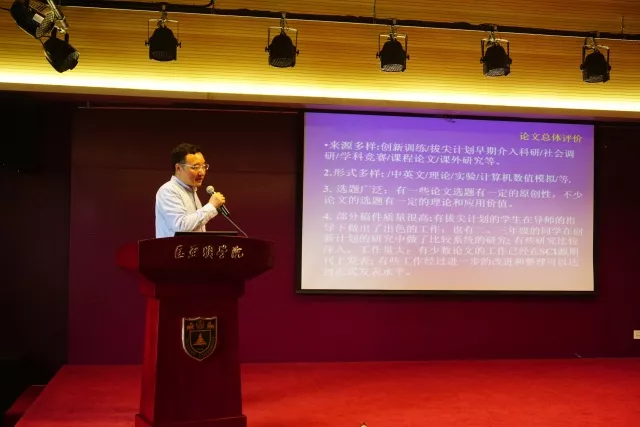 论文总体评价
•来源多样:创新训练/拔尖计划早期介入科研/社会调
研/学科竞赛/课程论文/课外研究等。
2.形式多样:/中英文/理论/实验/计算机数值模拟/等.
3. 选题广泛: 有一些论文选题有一定的原创性, 不少
论文的选题有一定的理论和应用价值。
4. 部分稿件质量很高:有拔尖计划的学生在导师的指
导下做出了出色的工作; 也有二、一年级的同学在创
新计划的研究中做了比较系统的研究; 有些研究比较
深入、工作量大; 有少数论文的工作已经在SCI源期
刊上发表; 有些工作经过进一步的改进和整理可以达
到正式发表水平。
匡亚明学院